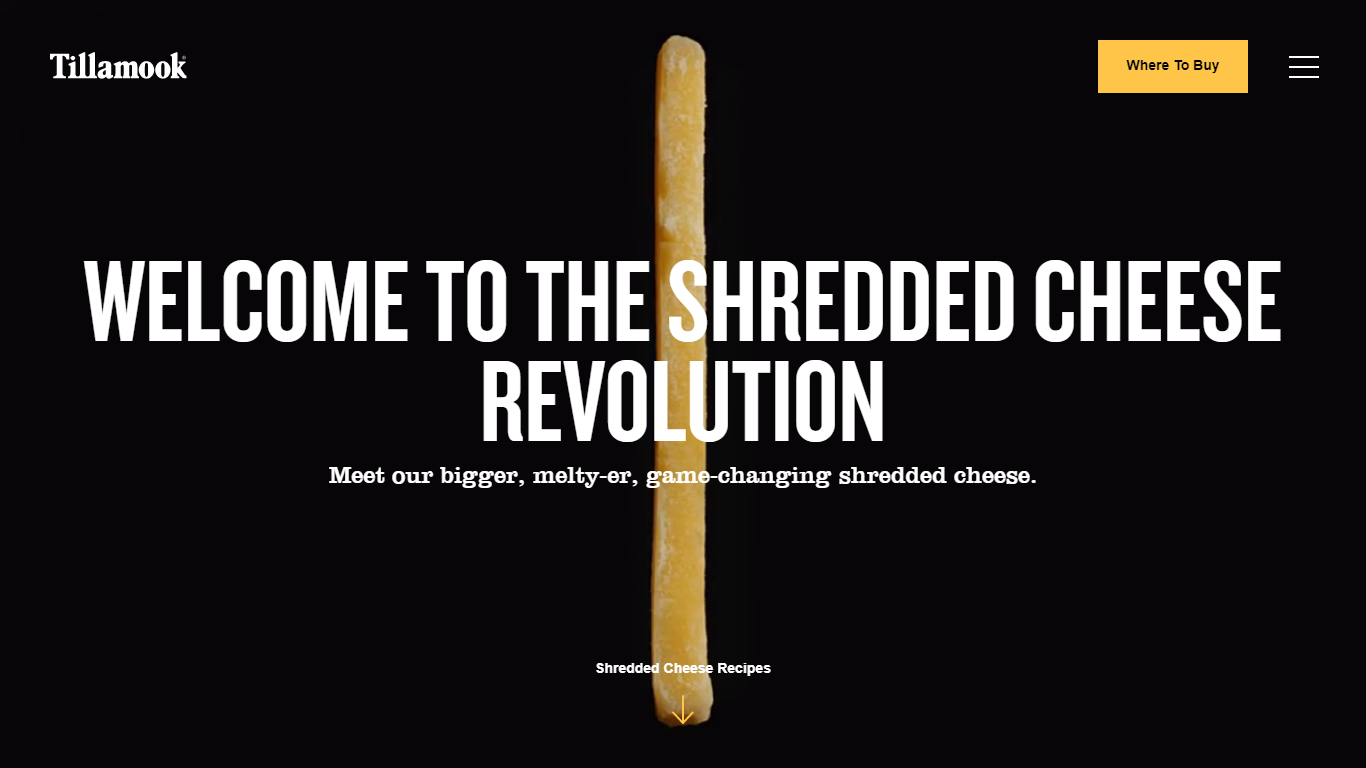 Tillamook®
Where To Buy
WELCOME TO THE SHREDDED CHEESE
REVOLUTION
Meet our bigger, melty-er, game-changing shredded cheese.
Shredded Cheese Recipes